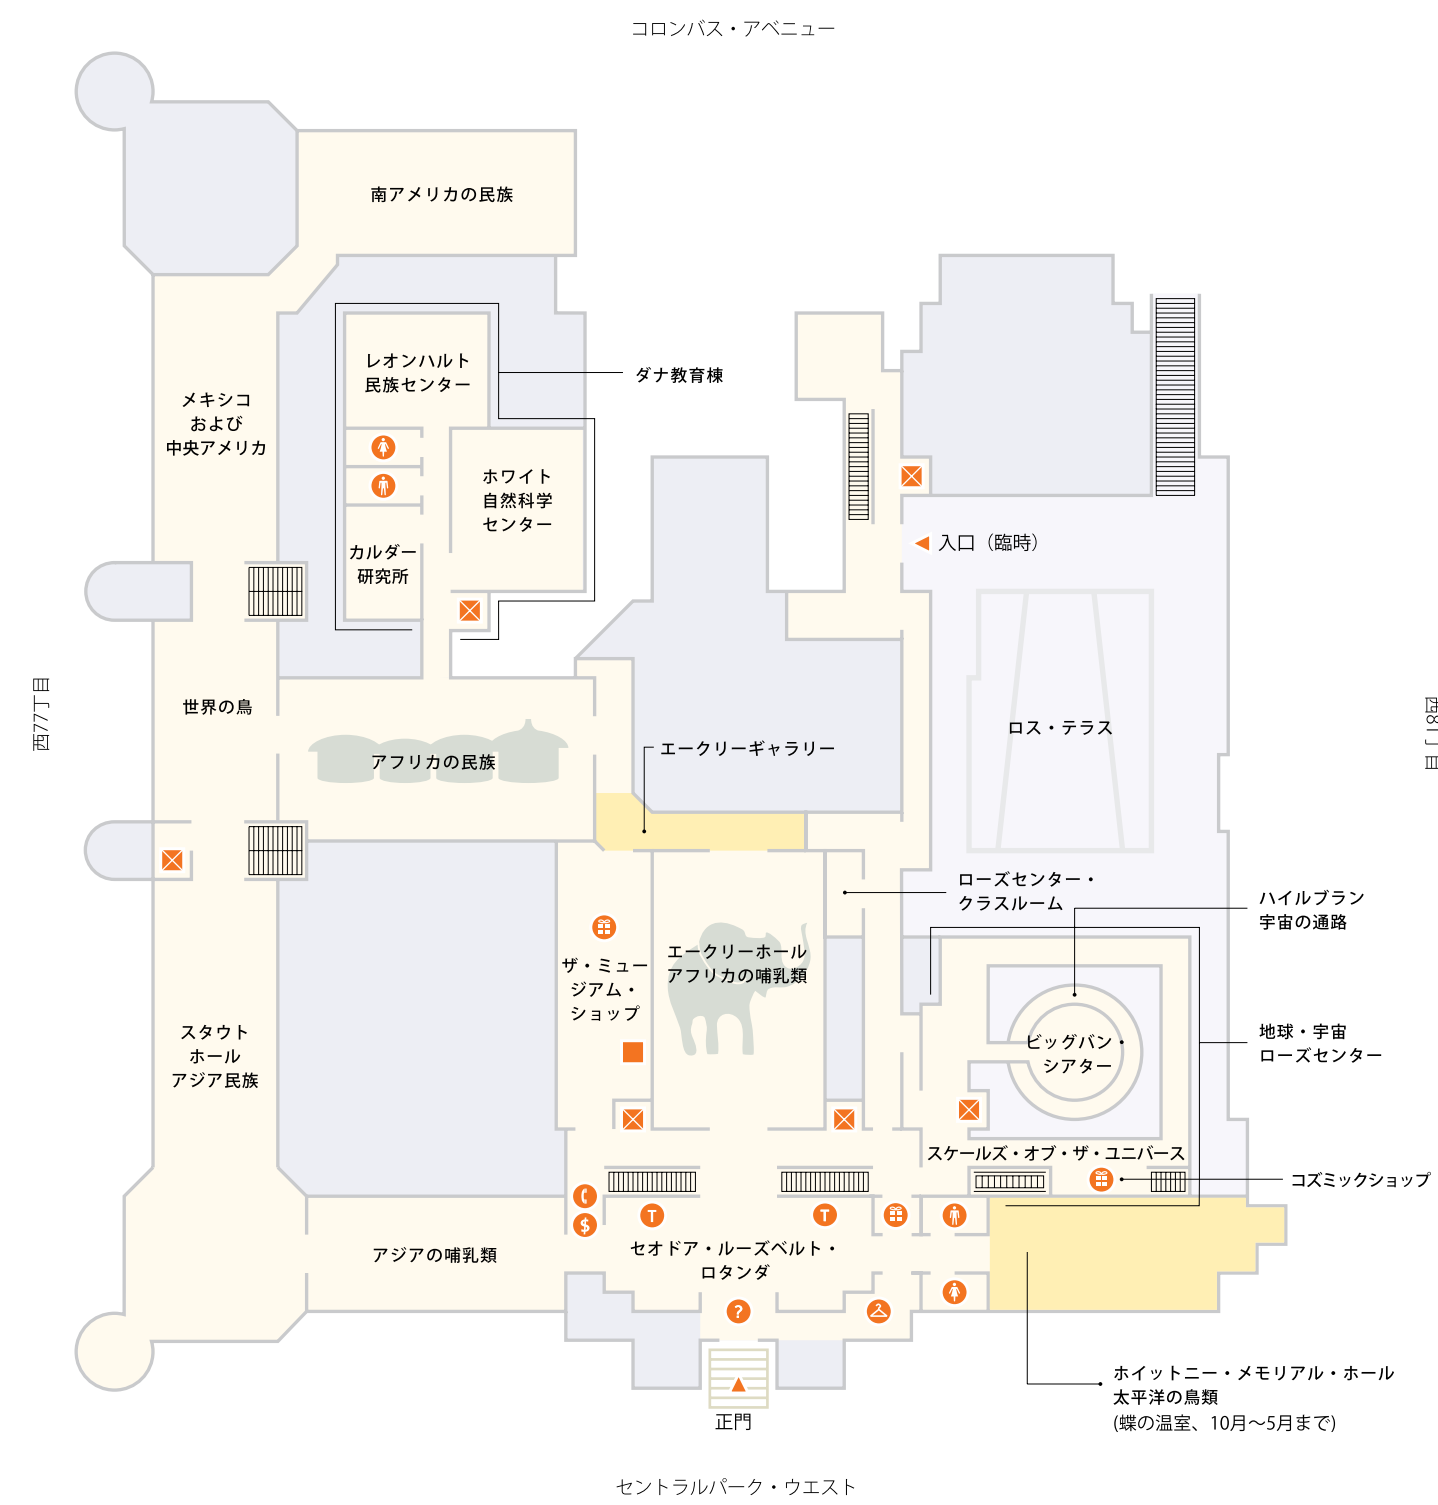 コロンバス・アベニュー
南アメリカの民族
レオンハルト
民族センター
ダナ教育棟
メキシコ
および
中央アメリカ
ホワイト
自然科学
センター
カルダー
研究所
入口（臨時）
西77丁目
世界の鳥
アフリカの民族
エークリーギャラリー
ロス・テラス
西81丁目
ローズセンター・
クラスルーム
ハイルブラン
宇宙の通路
ザ・ミュー
ジアム・
ショップ
エークリーホール
アフリカの哺乳類
スタウト
ホール
アジア民族
ビッグバン
シアター
地球・宇宙
ローズセンター
スケールズ・オブ・ザ・ユニバース
コズミックショップ
$
T
T
アジアの哺乳類
セオドア・ルーズベルト・
ロタンダ
?
ホイットニー・メモリアル・ホール
太平洋の鳥類
(蝶の温室、10月～5月まで)
正門
セントラルパーク・ウエスト